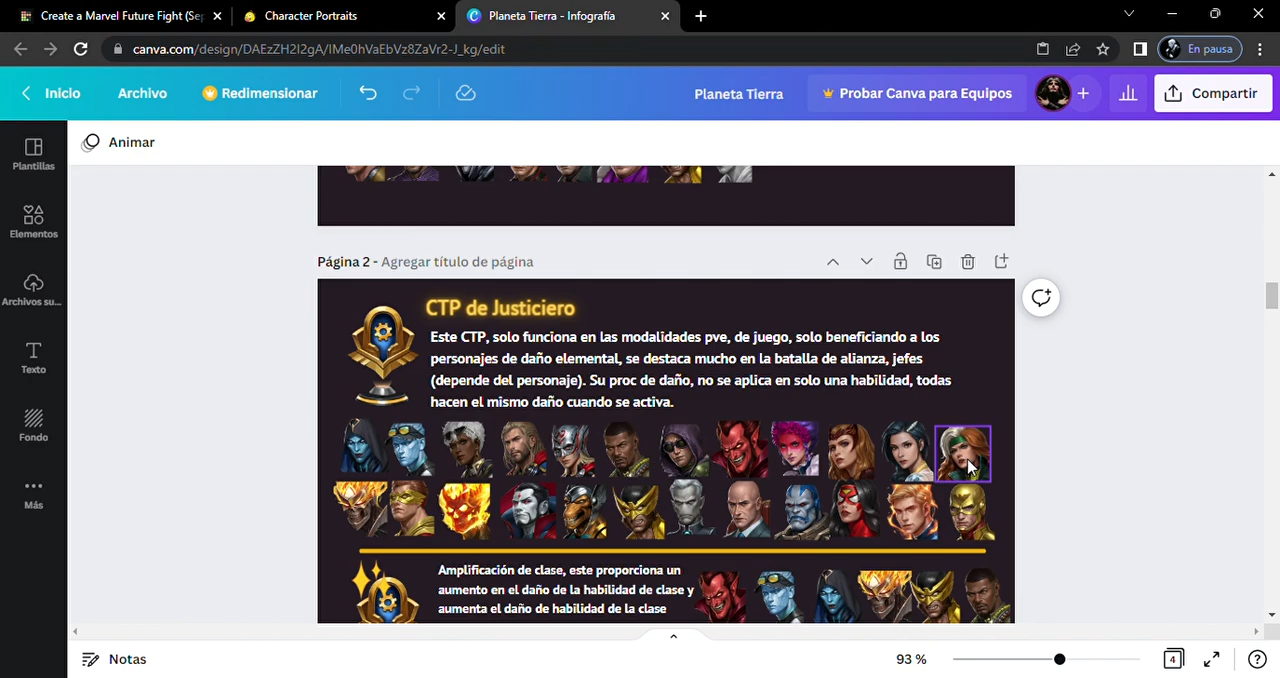 Create a Marvel Future Fight (Se
Character Portraits
Planeta Tierra - Infografía
canva.com/design/DAEzZH2I2gA/IMe0hVaEbVz8ZaVr2-J_kg/edit
En pausa
Inicio
Archivo
Redimensionar
Planeta Tierra
Probar Canva para Equipos
Compartir
Plantillas
Elementos
Archivos su...
Texto
Fondo
Más
Animar
Página 2 - Agregar título de página
CTP de Justiciero
Este CTP, solo funciona en las modalidades pve, de juego, solo beneficiando a los
personajes de daño elemental, se destaca mucho en la batalla de alianza, jefes
(depende del personaje). Su proc de daño, no se aplica en solo una habilidad, todas
hacen el mismo daño cuando se activa.
Amplificación de clase, este proporciona un
aumento en el daño de la habilidad de clase y
aumenta el daño de habilidad de la clase
Notas
93 %
4